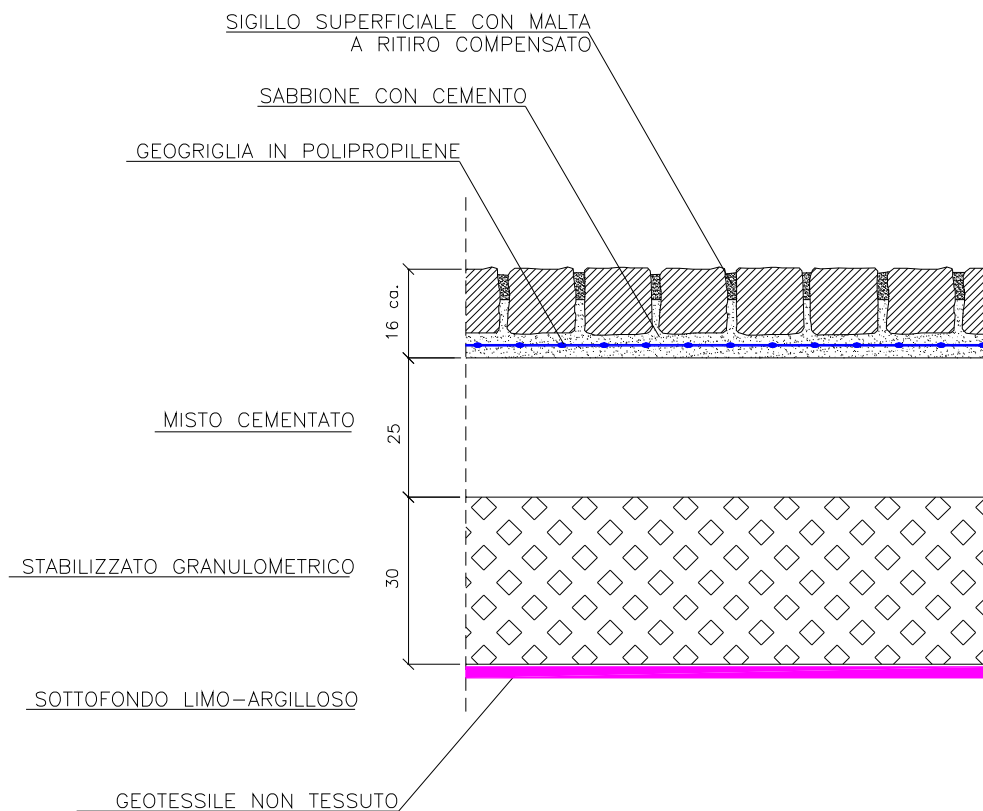 SIGILLO SUPERFICIALE CON MALTA
A RITIRO COMPENSATO
SABBIONE CON CEMENTO
GEOGRIGLIA IN POLIPROPILENE
16 ca.
MISTO CEMENTATO
25
STABILIZZATO GRANULOMETRICO
30
SOTTOFONDO LIMO-ARGILLOSO
GEOTESSILE NON TESSUTO